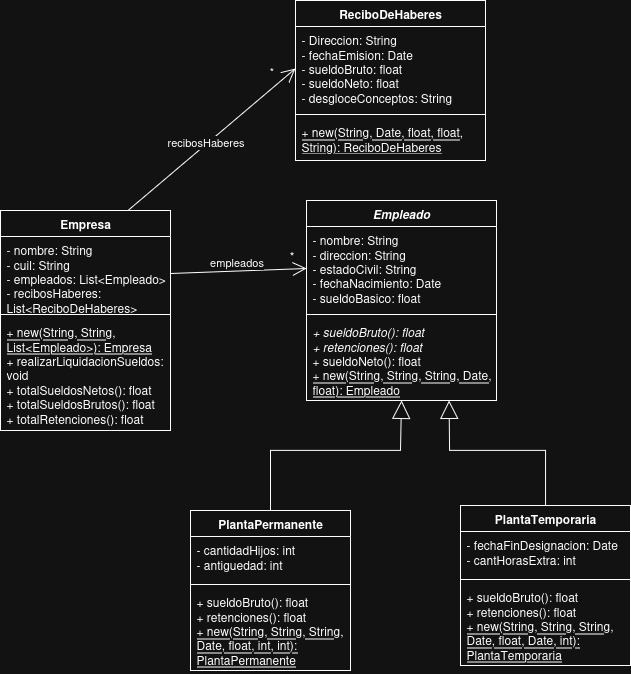 ReciboDeHaberes
- Direccion: String
- fechaEmision: Date
- sueldoBruto: float
- sueldoNeto: float
- desgloceConceptos: String
+ new(String, Date, float, float,
String): ReciboDeHaberes
*
recibosHaberes
Empresa
- nombre: String
- cuil: String
- empleados: List<Empleado>
- recibosHaberes:
List<ReciboDeHaberes>
+ new(String, String,
List<Empleado>): Empresa
+ realizarLiquidacionSueldos:
void
+ totalSueldosNetos(): float
+ totalSueldosBrutos(): float
+ totalRetenciones(): float
empleados
*
Empleado
- nombre: String
- direccion: String
- estadoCivil: String
- fechaNacimiento: Date
- sueldoBasico: float
+ sueldoBruto(): float
+ retenciones(): float
+ sueldoNeto(): float
+ new(String, String, String, Date,
float): Empleado
PlantaPermanente
- cantidadHijos: int
- antiguedad: int
+ sueldoBruto(): float
+ retenciones(): float
+ new(String, String, String,
Date, float, int, int):
PlantaPermanente
PlantaTemporaria
- fechaFinDesignacion: Date
- cantHorasExtra: int
+ sueldoBruto(): float
+ retenciones(): float
+ new(String, String, String,
Date, float, Date, int):
PlantaTemporaria